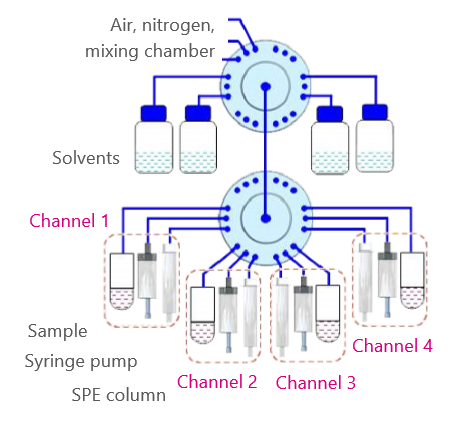 Air, nitrogen,
mixing chamber
Solvents
Channel 1
Sample
Syringe pump
SPE column
Channel 2
Channel 3
Channel 4